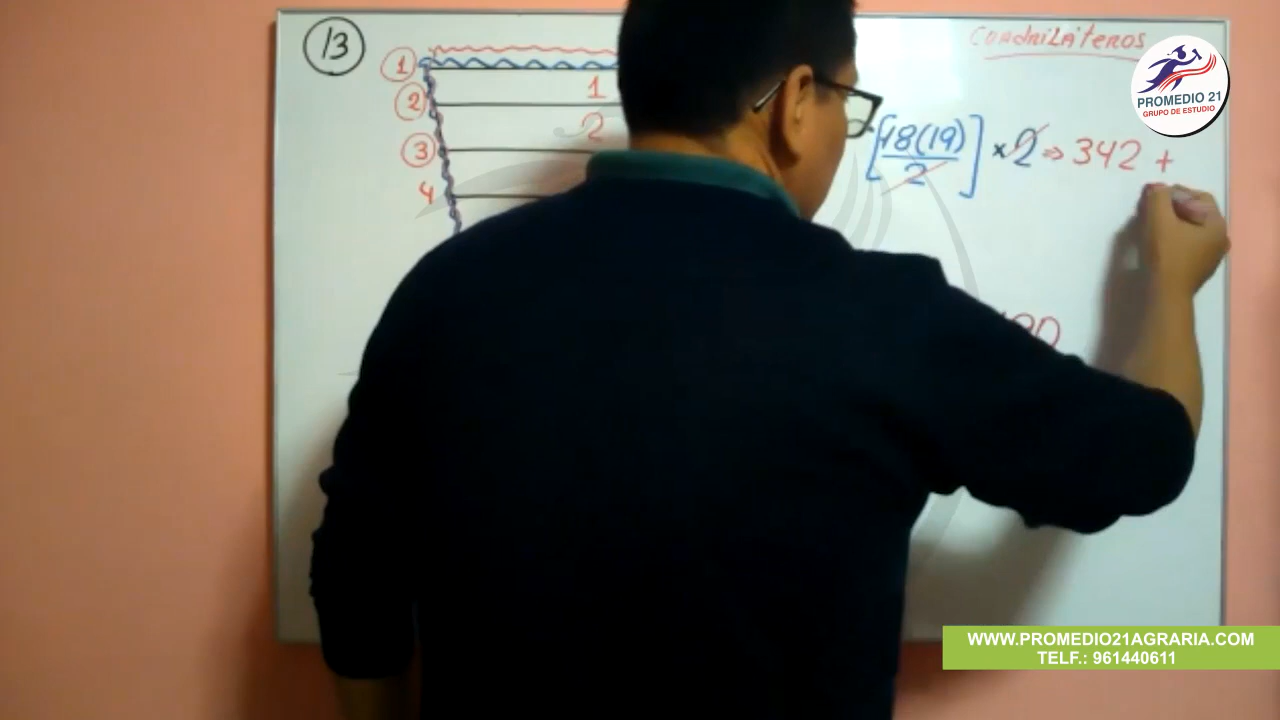 13
Cuadriláteros
1
1
2
2
3
4
[18(19)/2] × 2 ⇒ 342 +
PROMEDIO 21
GRUPO DE ESTUDIO
WWW.PROMEDIO21AGRARIA.COM
TELF.: 961440611